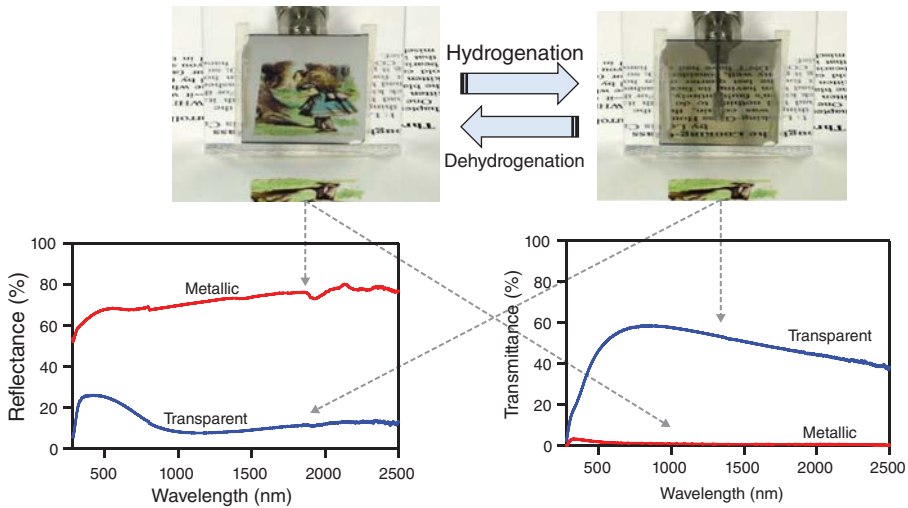 Hydrogenation
Dehydrogenation
100
80
60
40
20
0
Reflectance (%)
Metallic
Transparent
500
1000
1500
2000
2500
Wavelength (nm)
100
80
60
40
20
0
Transmittance (%)
Transparent
Metallic
500
1000
1500
2000
2500
Wavelength (nm)